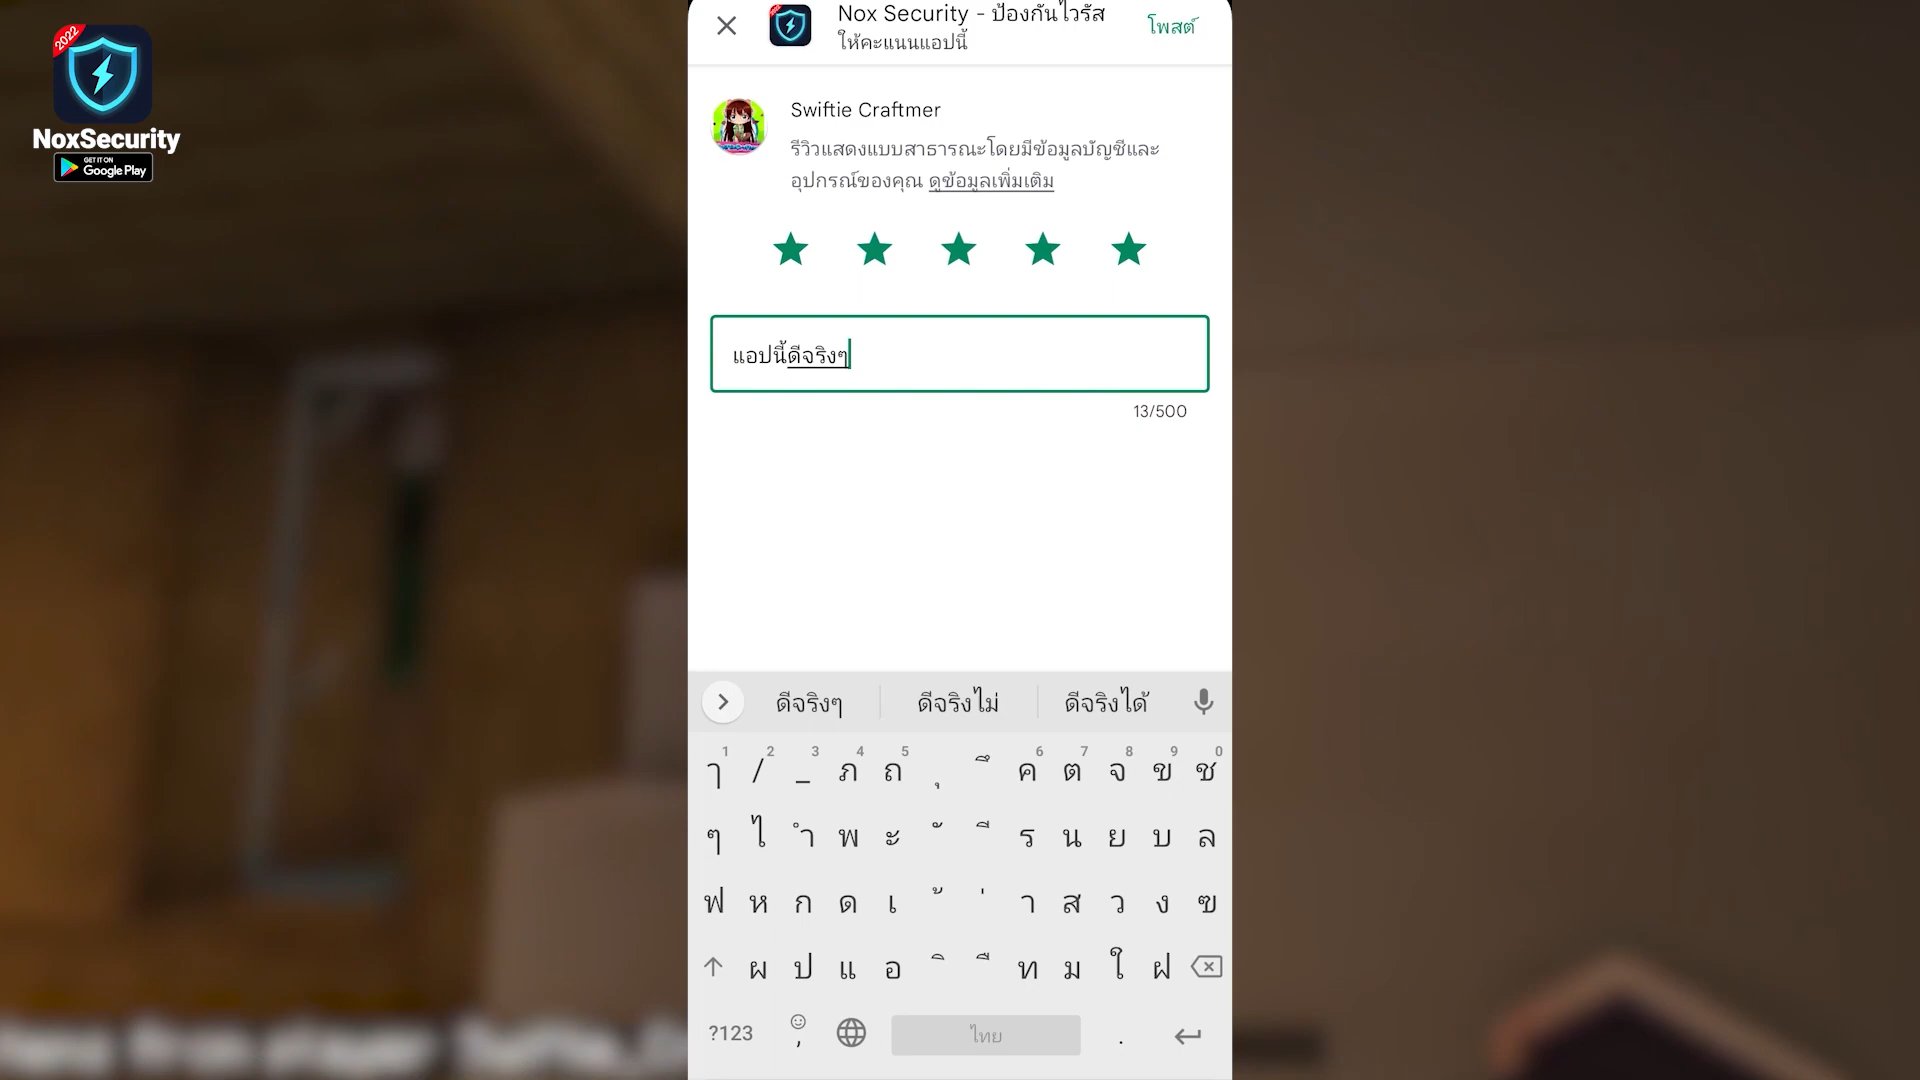 2022
NoxSecurity
GET IT ON
Google Play
Nox Security - ป้องกันไวรัส
ให้คะแนนแอปนี้
โพสต์
Swiftie Craftmer
รีวิวแสดงแบบสาธารณะโดยมีข้อมูลบัญชีและ
อุปกรณ์ของคุณ ดูข้อมูลเพิ่มเติม
แอปนี้ดีจริงๆ
13/500
ดีจริงๆ ดีจริงไม่ ดีจริงได้
1 2 3 4 5 6 7 8 9 0
ๅ / _ ภ ถ ุ ึ ค ต จ ข ช
ๆ ไ ำ พ ะ ั ี ร น ย บ ล
ฟ ห ก ด เ ้ ่ า ส ว ง ฃ
ผ ป แ อ ิ ื ท ม ใ ฝ
?123 , ไทย .